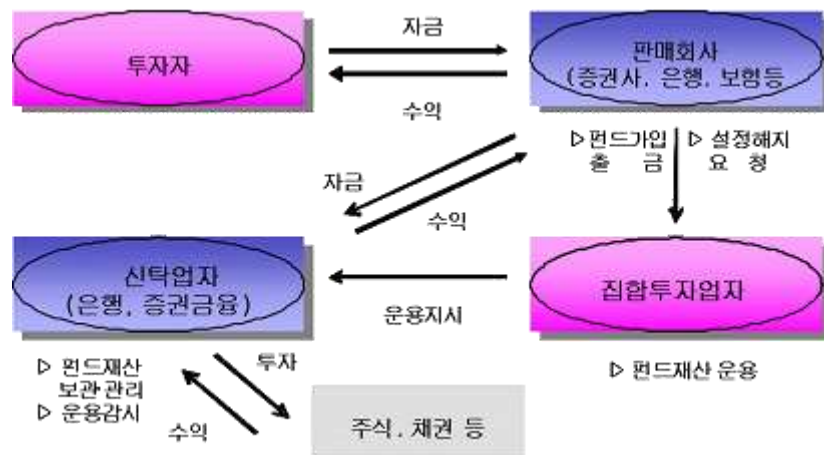 자금
투자자
판매회사
(증권사, 은행, 보험등
수익
▷펀드가입
출 금
▷ 설정해지
요 청
자금
수익
신탁업자
(은행, 증권금융)
집합투자업자
운용지시
▷ 펀드재산
보관·관리
▷ 운용감시
투자
▷ 펀드재산 운용
수익
주식, 채권 등